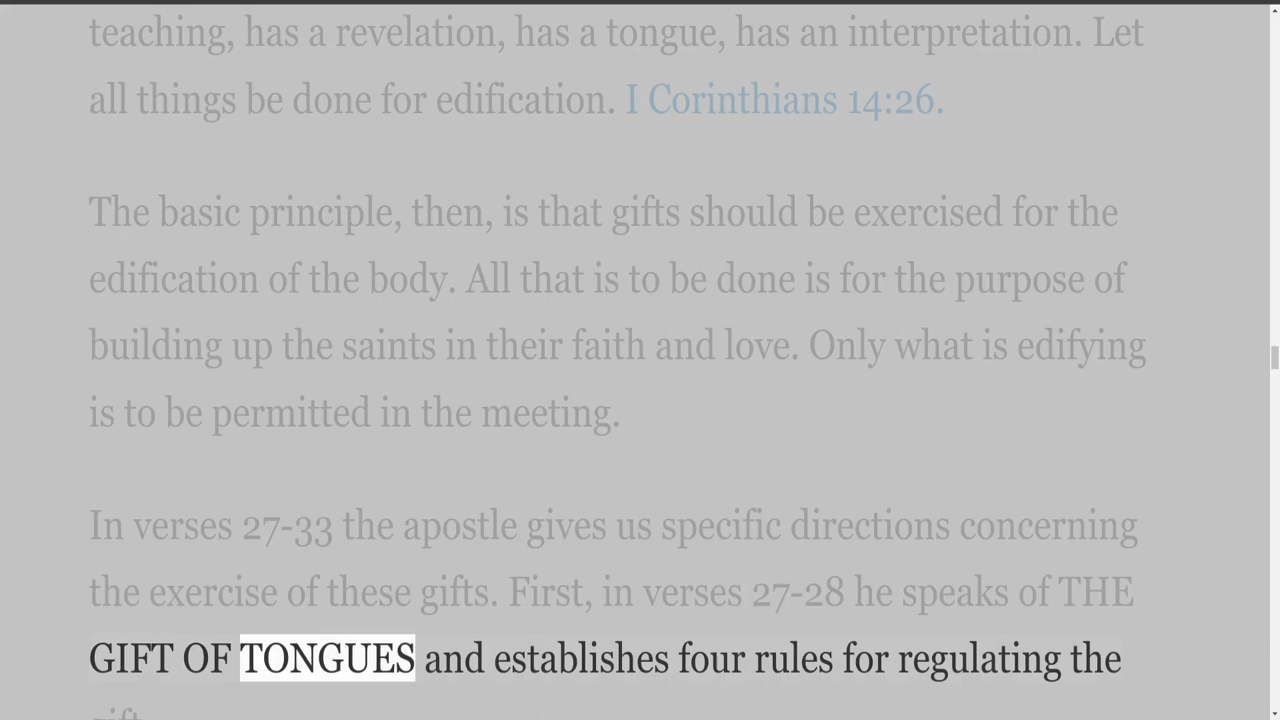 teaching, has a revelation, has a tongue, has an interpretation. Let
all things be done for edification. I Corinthians 14:26.
The basic principle, then, is that gifts should be exercised for the
edification of the body. All that is to be done is for the purpose of
building up the saints in their faith and love. Only what is edifying
is to be permitted in the meeting.
In verses 27-33 the apostle gives us specific directions concerning
the exercise of these gifts. First, in verses 27-28 he speaks of THE
GIFT OF TONGUES and establishes four rules for regulating the